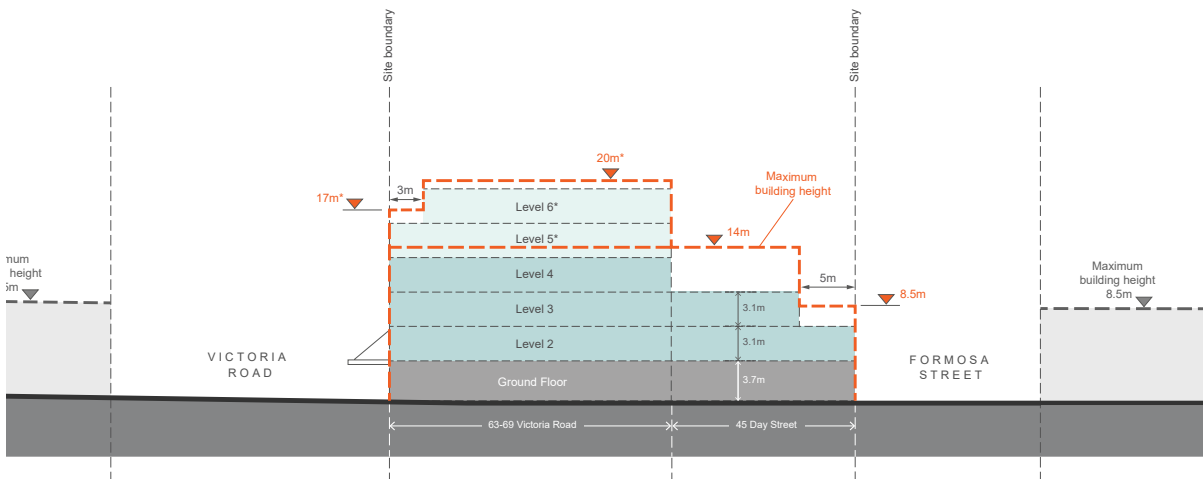 Site boundary
Site boundary
20m*
17m*
3m
Maximum
building height
Level 6*
Level 5*
14m
Level 4
5m
8.5m
Level 3
3.1m
Level 2
3.1m
Ground Floor
3.7m
height
Maximum
building height
8.5m
VICTORIA
ROAD
FORMOSA
STREET
63-69 Victoria Road
45 Day Street